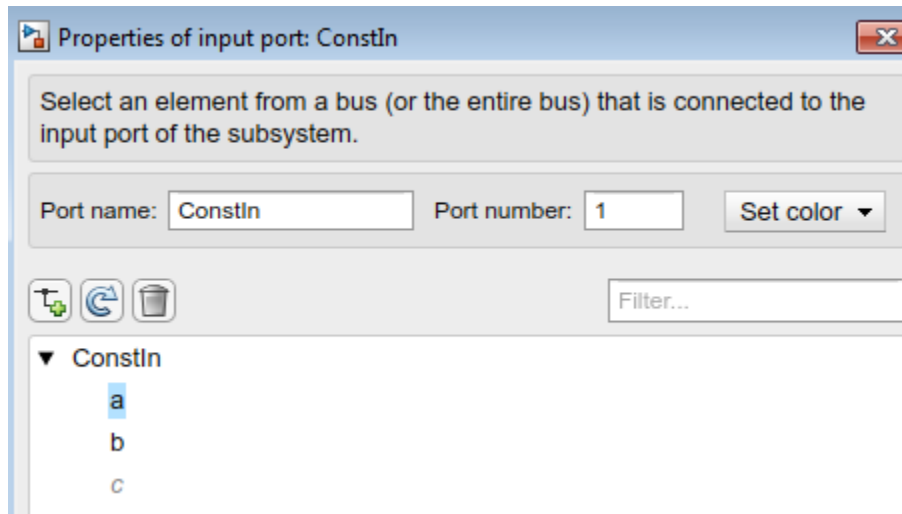 Properties of input port: ConstIn
Select an element from a bus (or the entire bus) that is connected to the
input port of the subsystem.
Port name: ConstIn Port number: 1 Set color
Filter...
ConstIn
a
b
c